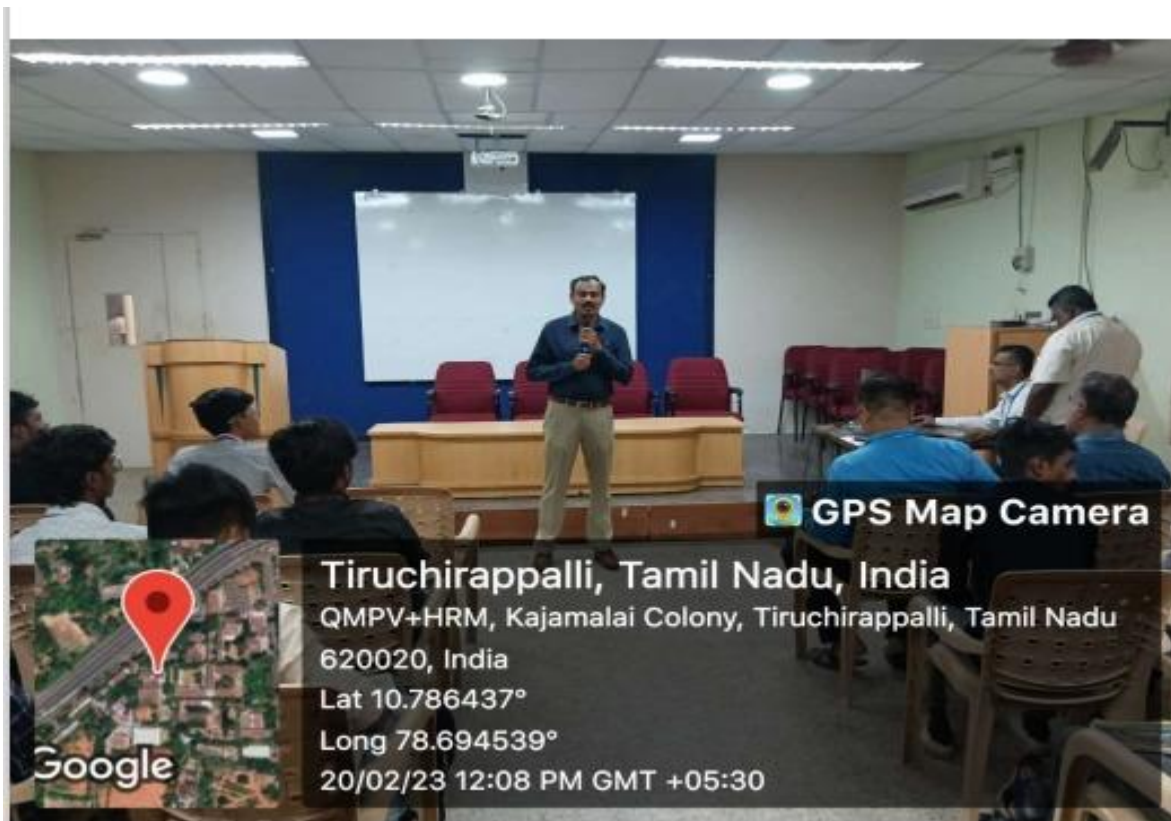 GPS Map Camera
Tiruchirappalli, Tamil Nadu, India
QMPV+HRM, Kajamalai Colony, Tiruchirappalli, Tamil Nadu
620020, India
Lat 10.786437°
Long 78.694539°
20/02/23 12:08 PM GMT +05:30
Google